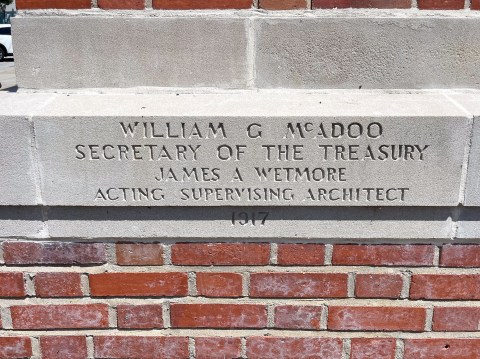 WILLIAM G McADOO
SECRETARY OF THE TREASURY
JAMES A WETMORE
ACTING SUPERVISING ARCHITECT
1917